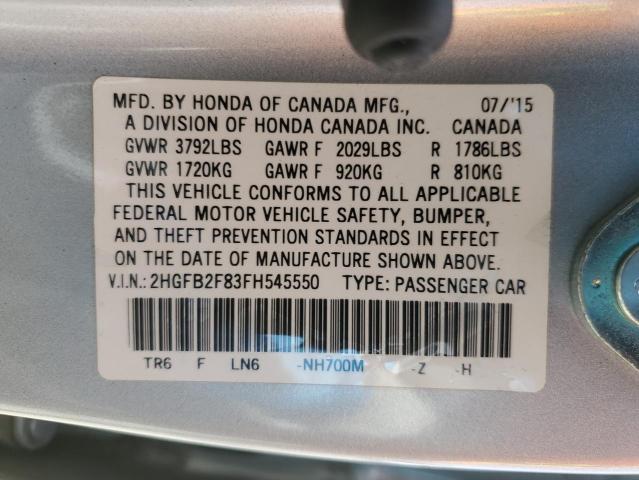 MFD. BY HONDA OF CANADA MFG., 07/'15
A DIVISION OF HONDA CANADA INC. CANADA
GVWR 3792LBS GAWR F 2029LBS R 1786LBS
GVWR 1720KG GAWR F 920KG R 810KG
THIS VEHICLE CONFORMS TO ALL APPLICABLE
FEDERAL MOTOR VEHICLE SAFETY, BUMPER,
AND THEFT PREVENTION STANDARDS IN EFFECT
ON THE DATE OF MANUFACTURE SHOWN ABOVE.
V.I.N.: 2HGFB2F83FH545550 TYPE: PASSENGER CAR
TR6 F LN6 -NH700M -Z -H